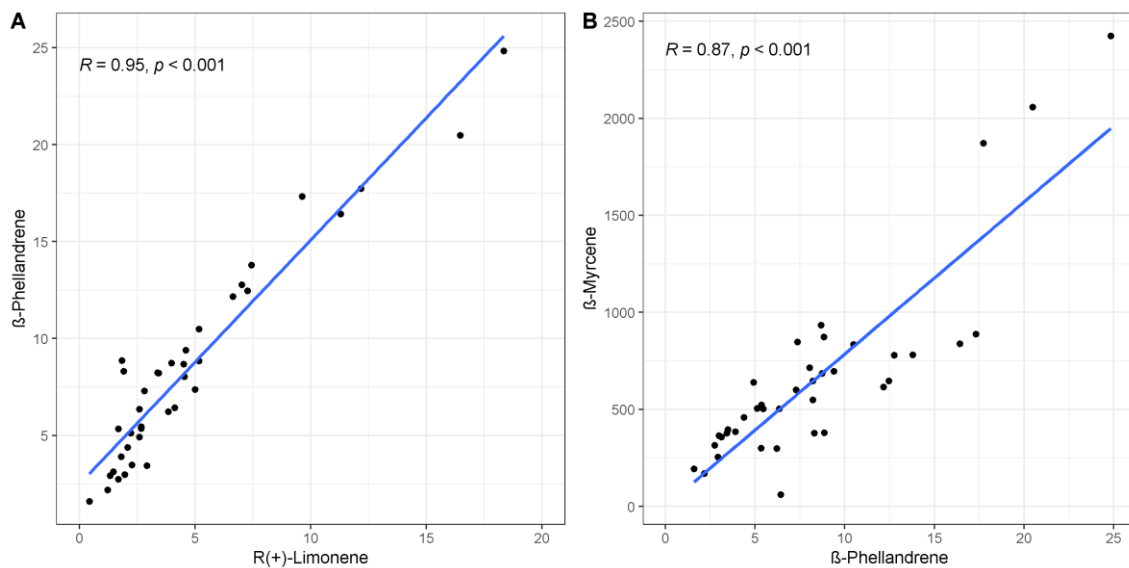 A
R = 0.95, p < 0.001
ß-Phellandrene
25
20
15
10
5
0
5
10
15
20
R(+)-Limonene
B
R = 0.87, p < 0.001
ß-Myrcene
2500
2000
1500
1000
500
0
0
5
10
15
20
25
ß-Phellandrene